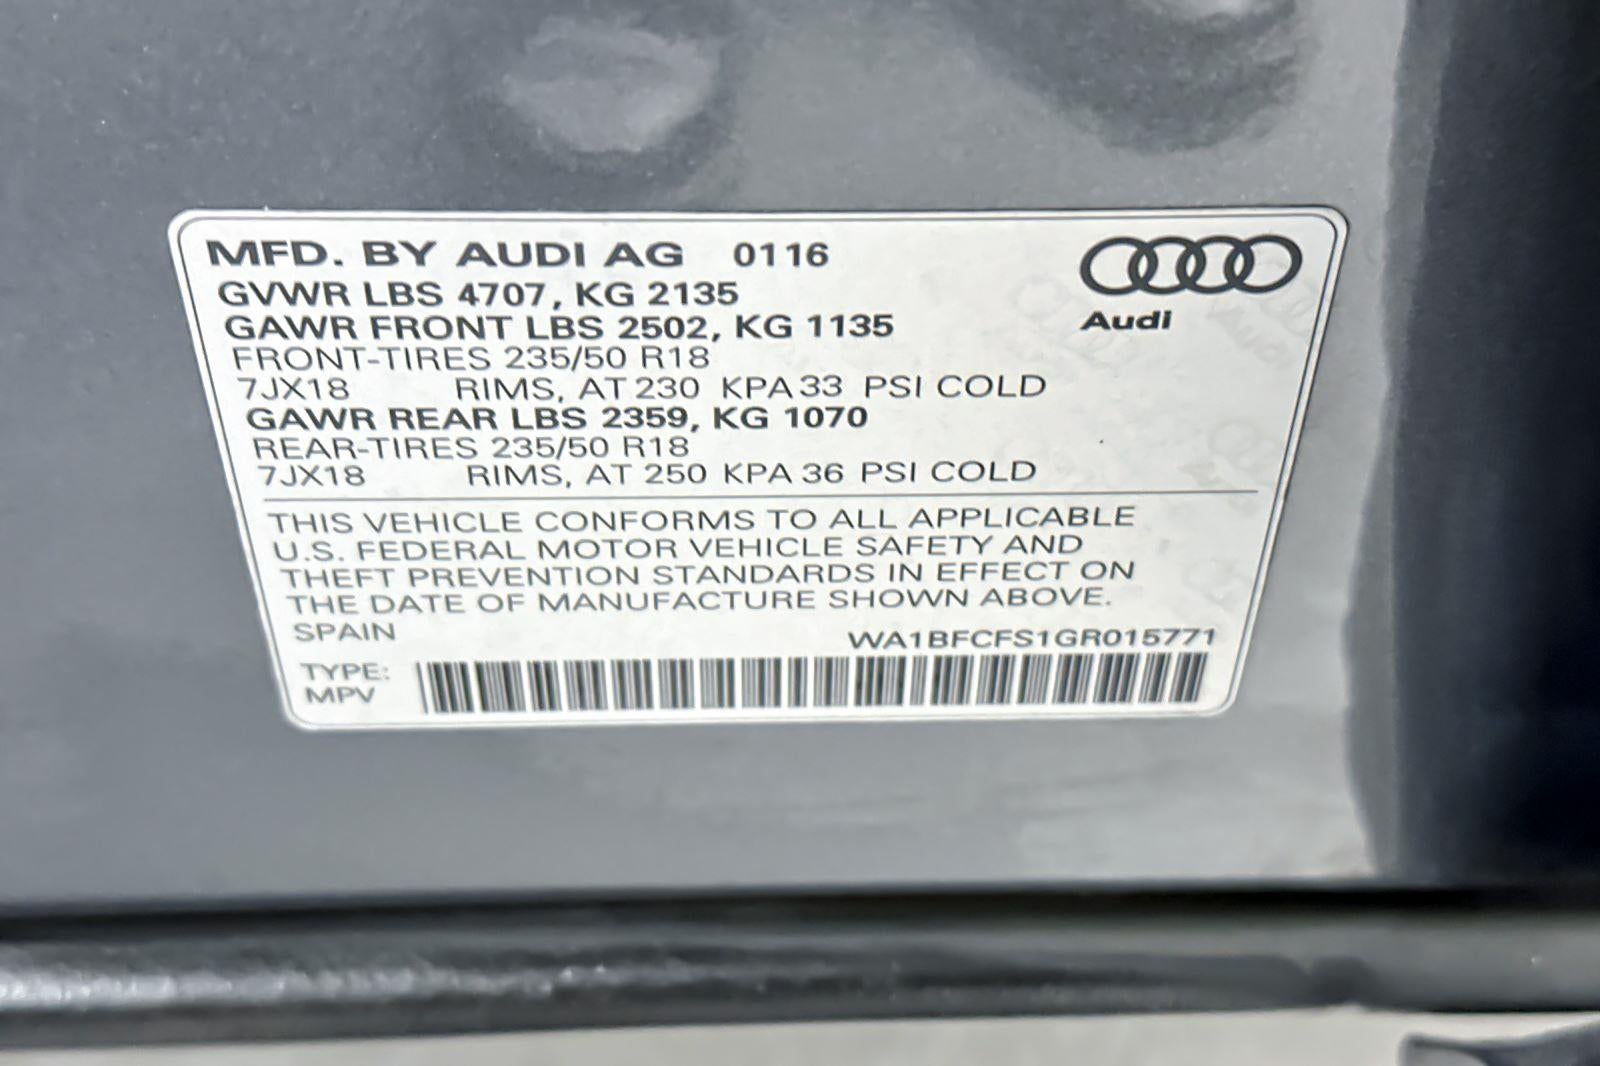 MFD. BY AUDI AG 0116
GVWR LBS 4707, KG 2135
GAWR FRONT LBS 2502, KG 1135
FRONT-TIRES 235/50 R18
7JX18 RIMS, AT 230 KPA 33 PSI COLD
GAWR REAR LBS 2359, KG 1070
REAR-TIRES 235/50 R18
7JX18 RIMS, AT 250 KPA 36 PSI COLD
Audi
THIS VEHICLE CONFORMS TO ALL APPLICABLE
U.S. FEDERAL MOTOR VEHICLE SAFETY AND
THEFT PREVENTION STANDARDS IN EFFECT ON
THE DATE OF MANUFACTURE SHOWN ABOVE.
SPAIN WA1BFCFS1GR015771
TYPE:
MPV